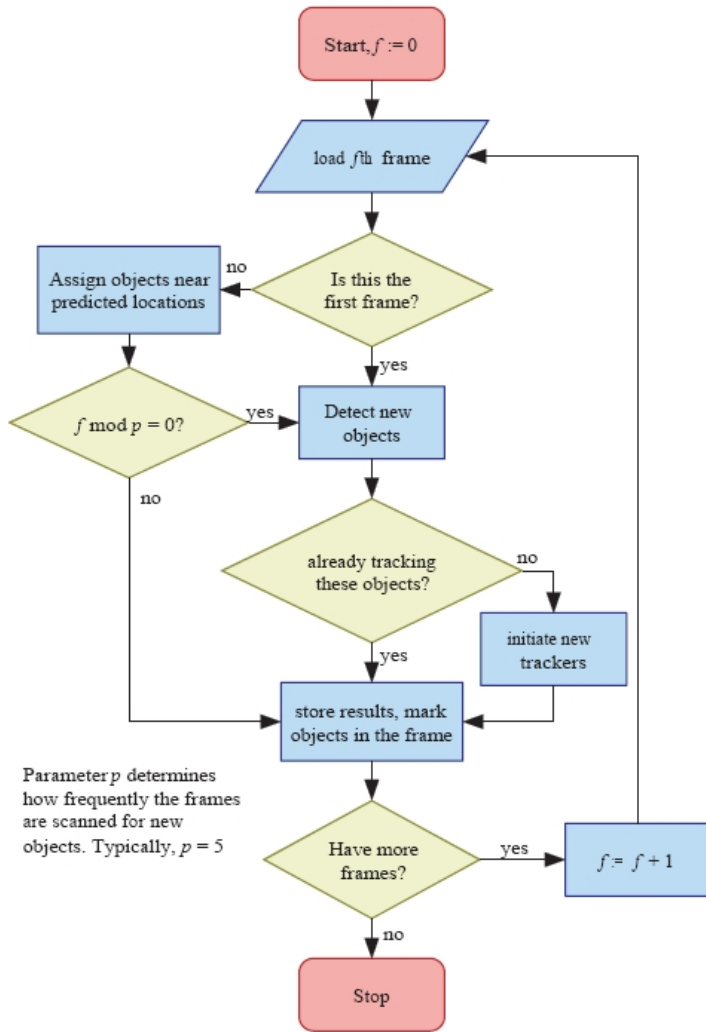 Start, f := 0
load fth frame
Is this the
first frame?
no
Assign objects near
predicted locations
yes
f mod p = 0?
yes
Detect new
objects
no
already tracking
these objects?
no
initiate new
trackers
yes
store results, mark
objects in the frame
Parameter p determines
how frequently the frames
are scanned for new
objects. Typically, p = 5
Have more
frames?
yes
f := f + 1
no
Stop